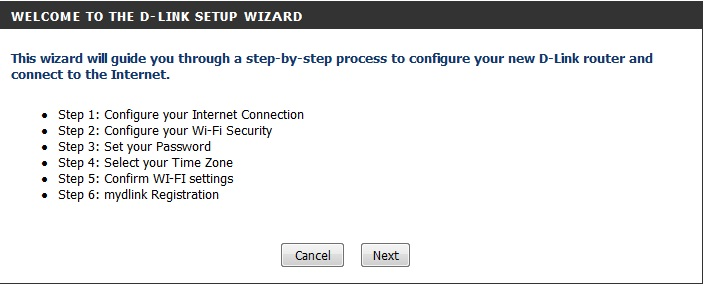 WELCOME TO THE D-LINK SETUP WIZARD
This wizard will guide you through a step-by-step process to configure your new D-Link router and
connect to the Internet.
Step 1: Configure your Internet Connection
Step 2: Configure your Wi-Fi Security
Step 3: Set your Password
Step 4: Select your Time Zone
Step 5: Confirm WI-FI settings
Step 6: mydlink Registration
Cancel Next